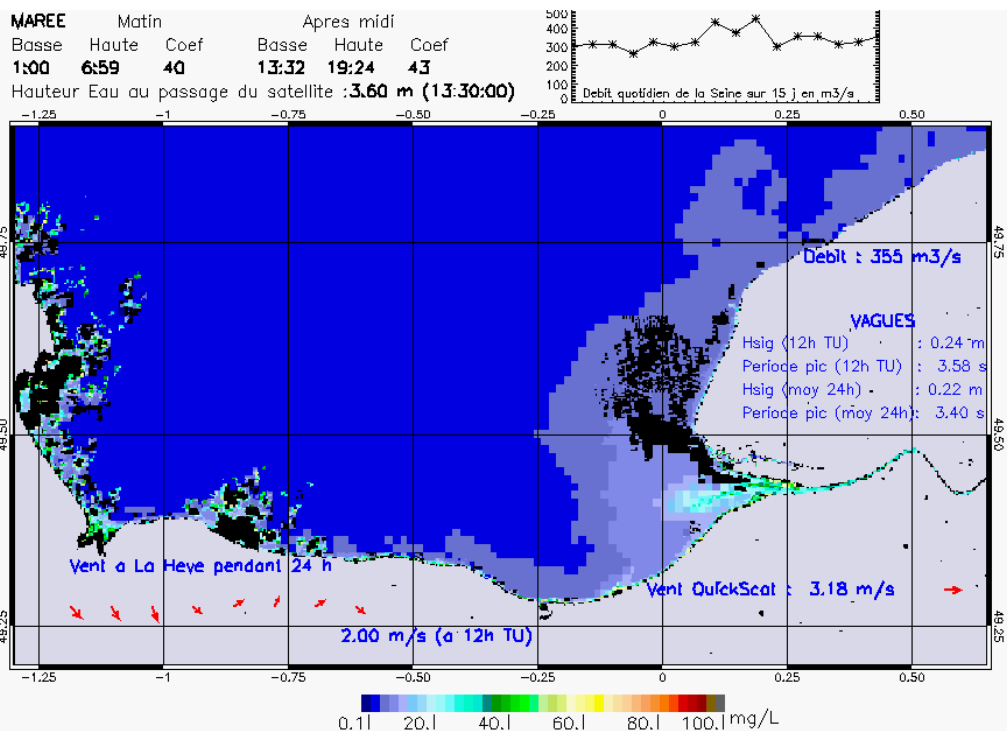 MAREE Matin Apres midi
Basse Haute Coef Basse Haute Coef
1:00 6:59 40 13:32 19:24 43
Hauteur Eau au passage du satellite :3.60 m (13:30:00)
500
400
300
200
100
0
Debit quotidien de la Seine sur 15 j en m3/s
-1.25 -1 -0.75 -0.50 -0.25 0 0.25 0.50
49.75 49.75
Debit : 355 m3/s
VAGUES
Hsig (12h TU) : 0.24 m
Periode pic (12h TU) : 3.58 s
Hsig (moy 24h) : 0.22 m
Periode pic (moy 24h): 3.40 s
49.50 49.50
Vent a La Heve pendant 24 h
Vent QuickScat : 3.18 m/s
49.25 49.25
2.00 m/s (a 12h TU)
-1.25 -1 -0.75 -0.50 -0.25 0 0.25 0.50
0.1| 20.| 40.| 60.| 80.| 100.| mg/L